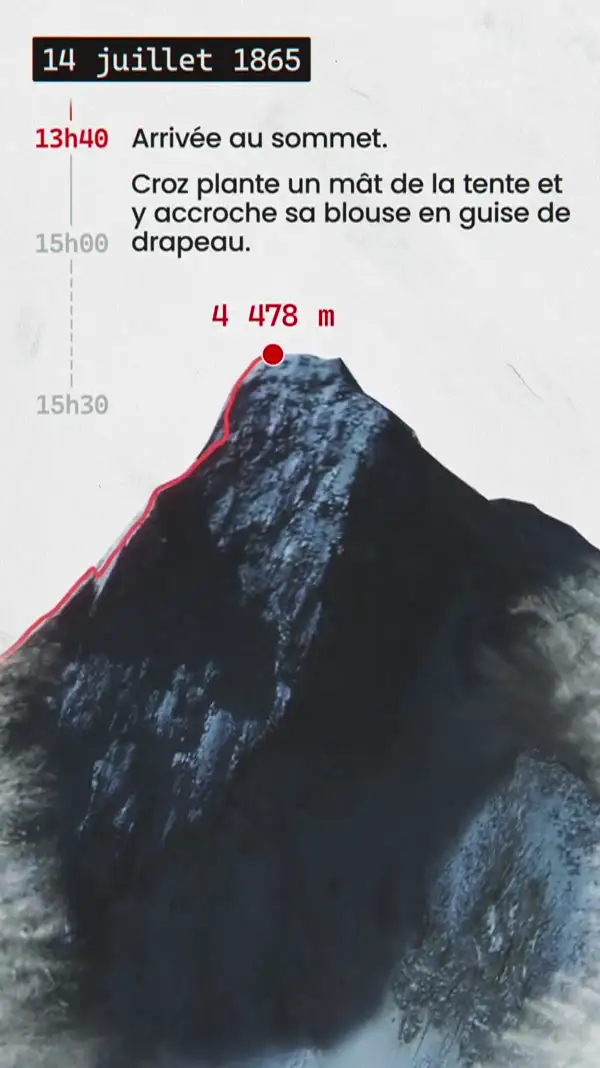 14 juillet 1865
13h40
Arrivée au sommet.
Croz plante un mât de la tente et
y accroche sa blouse en guise de
drapeau.
15h00
4 478 m
15h30